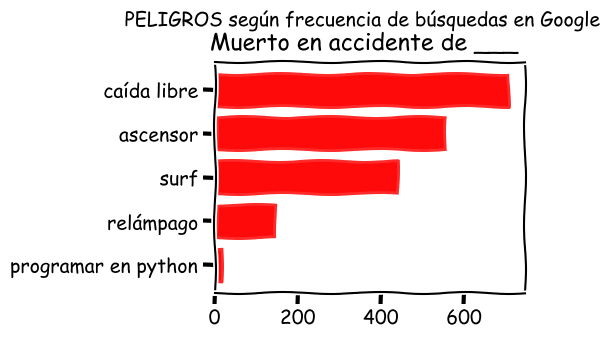 PELIGROS según frecuencia de búsquedas en Google
Muerto en accidente de ___
caída libre
ascensor
surf
relámpago
programar en python
0 200 400 600